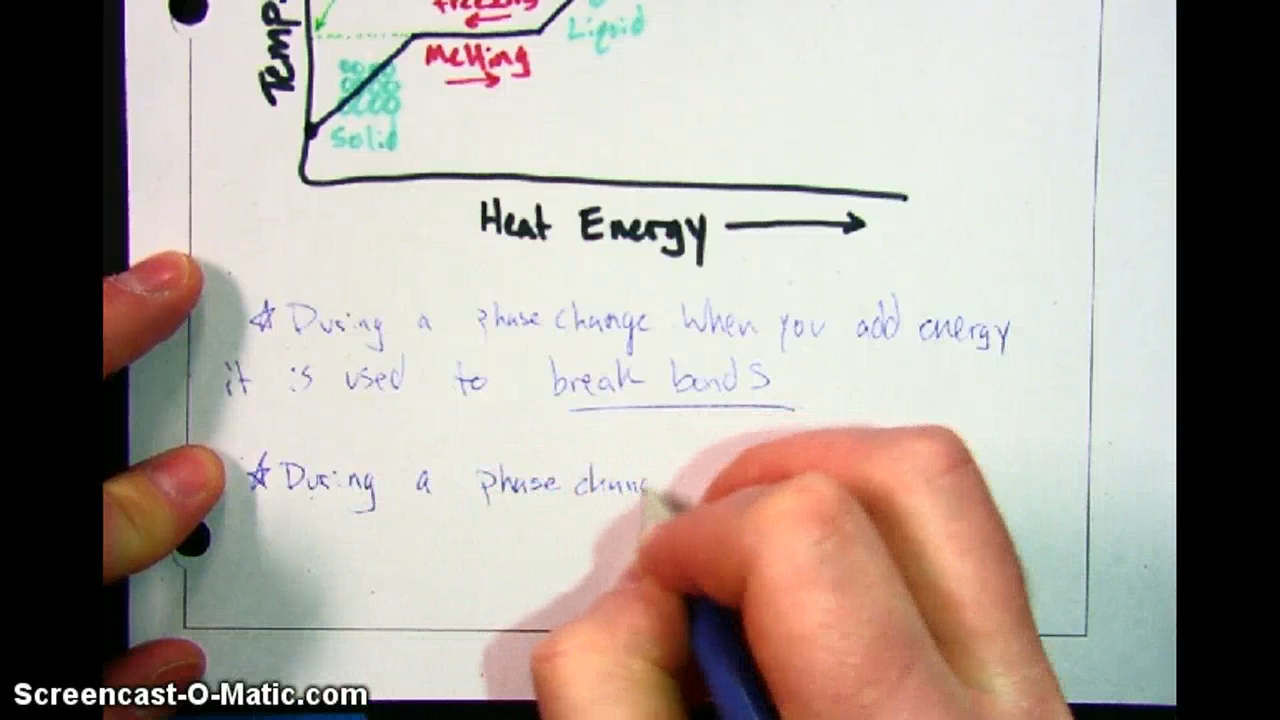 Freezing
Liquid
Temp.
Melting
Solid
Heat Energy
☆ During a phase change when you add energy
it is used to break bonds
☆ During a phase chang
Screencast-O-Matic.com